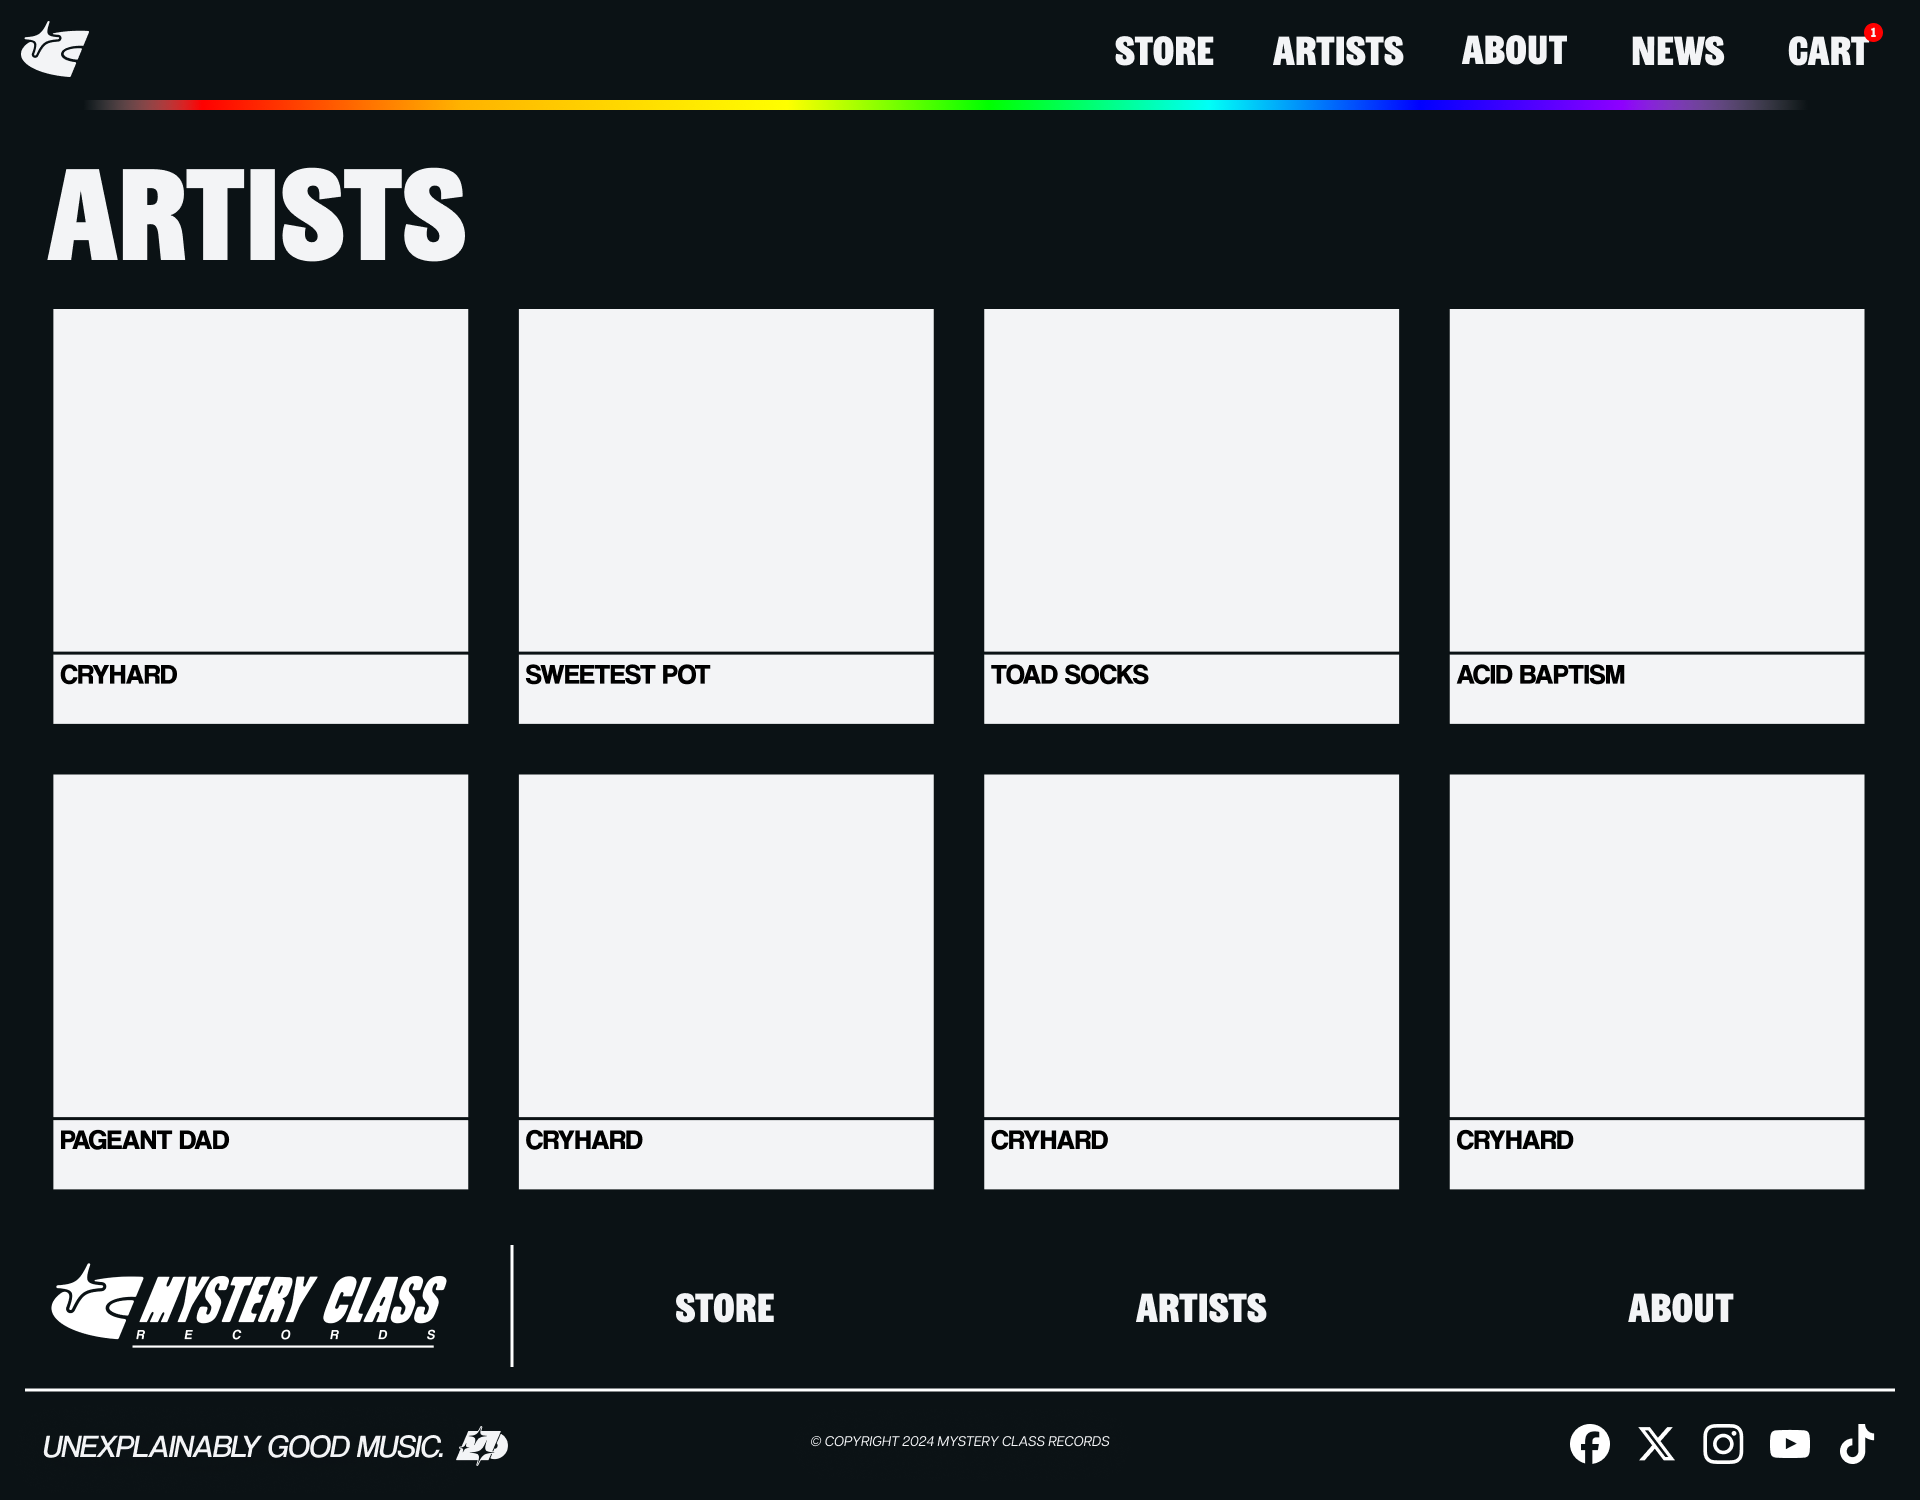 STORE ARTISTS ABOUT NEWS CART 1
ARTISTS
CRYHARD SWEETEST POT TOAD SOCKS ACID BAPTISM
PAGEANT DAD CRYHARD CRYHARD CRYHARD
MYSTERY CLASS
RECORDS
STORE ARTISTS ABOUT
UNEXPLAINABLY GOOD MUSIC.
© COPYRIGHT 2024 MYSTERY CLASS RECORDS